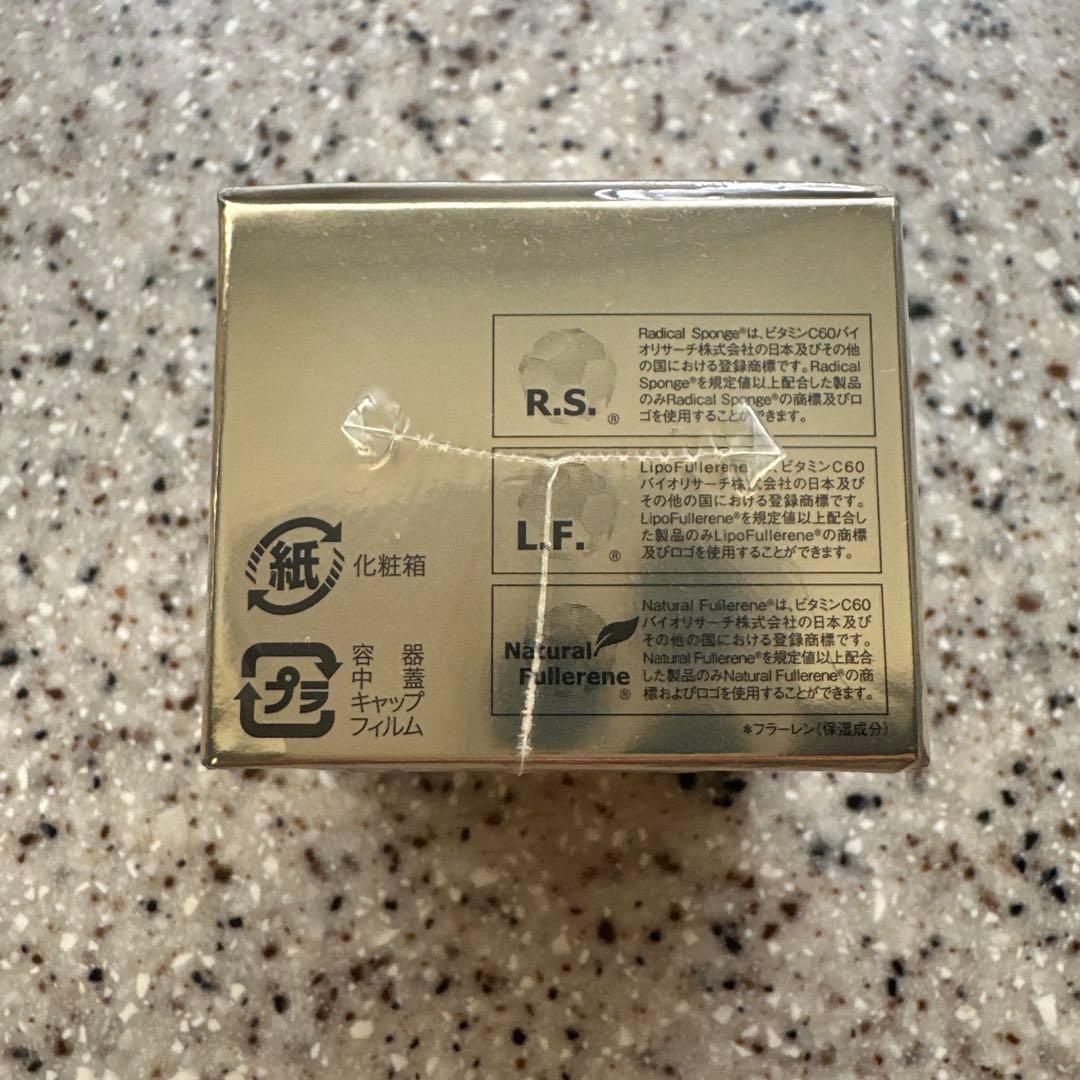 R.S.®
Radical Sponge®は、ビタミンC60バイ
オリサーチ株式会社の日本及びその他
の国における登録商標です。Radical
Sponge®を規定値以上配合した製品
のみRadical Sponge®の商標及びロ
ゴを使用することができます。
L.F.®
LipoFullerene、ビタミンC60
バイオリサーチ株式会社の日本及び
その他の国における登録商標です。
LipoFullerene®を規定値以上配合し
た製品のみLipoFullerene®の商標
及びロゴを使用することができます。
Natural
Fullerene®
Natural Fullerene®は、ビタミンC60
バイオリサーチ株式会社の日本及び
その他の国における登録商標です。
Natural Fullerene®を規定値以上配合
した製品のみNatural Fullereneの商
標およびロゴを使用することができます。
*フラーレン(保湿成分)
紙
化粧箱
プラ
容器
中蓋
キャップ
フィルム